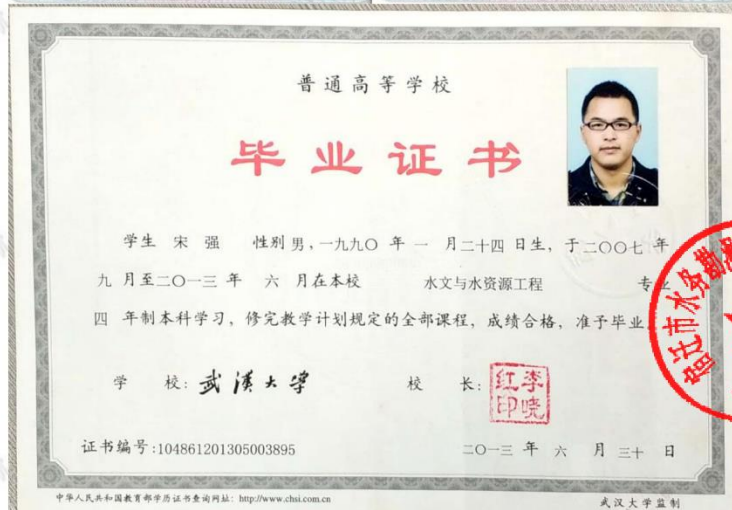 普通高等学校
毕业证书
学生 宋强 性别 男，一九九〇 年 一 月二十四 日生，于二〇〇七 年
九 月至二〇一三 年 六 月在本校 水文与水资源工程 专业
四 年制本科学习，修完教学计划规定的全部课程，成绩合格，准予毕业。
学 校：武漢大学 校 长：李晓红印
证书编号:104861201305003895 二〇一三 年 六 月 三十 日
中华人民共和国教育部学历证书查询网址：http://www.chsi.com.cn 武汉大学监制
宿迁市水务勘